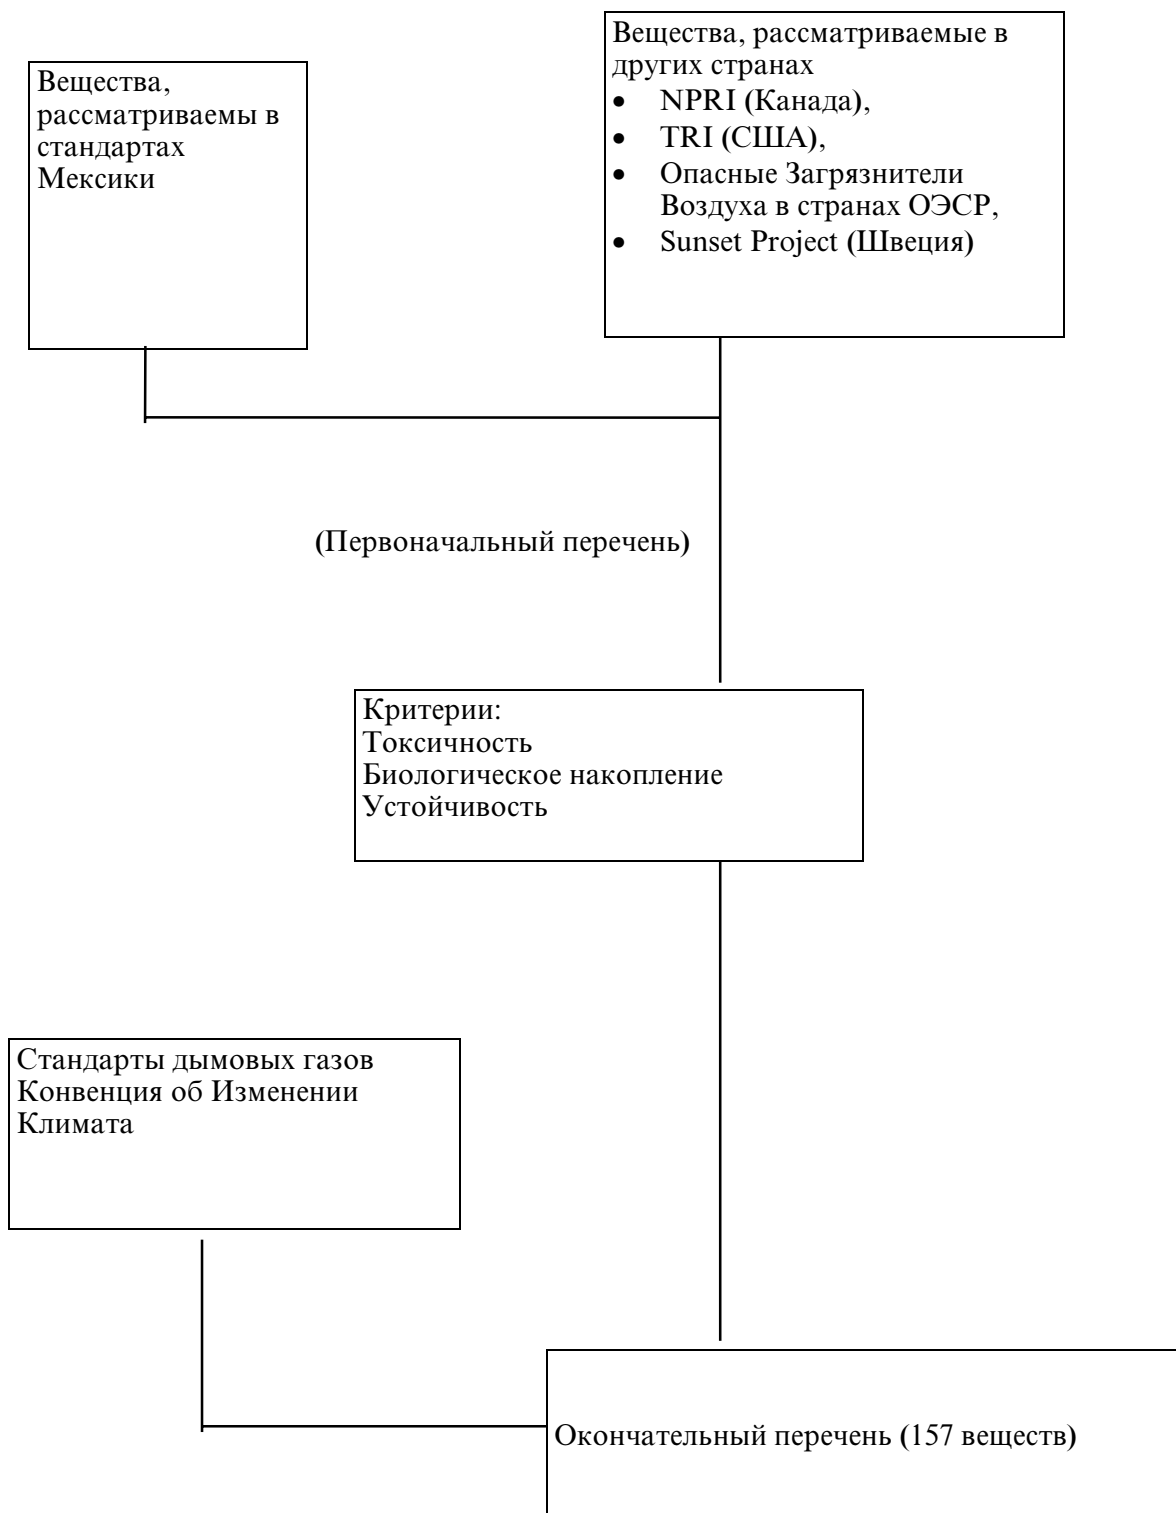 Вещества,
рассматриваемы в
стандартах
Мексики
Вещества, рассматриваемые в
других странах
• NPRI (Канада),
• TRI (США),
• Опасные Загрязнители
Воздуха в странах ОЭСР,
• Sunset Project (Швеция)
(Первоначальный перечень)
Критерии:
Токсичность
Биологическое накопление
Устойчивость
Стандарты дымовых газов
Конвенция об Изменении
Климата
Окончательный перечень (157 веществ)